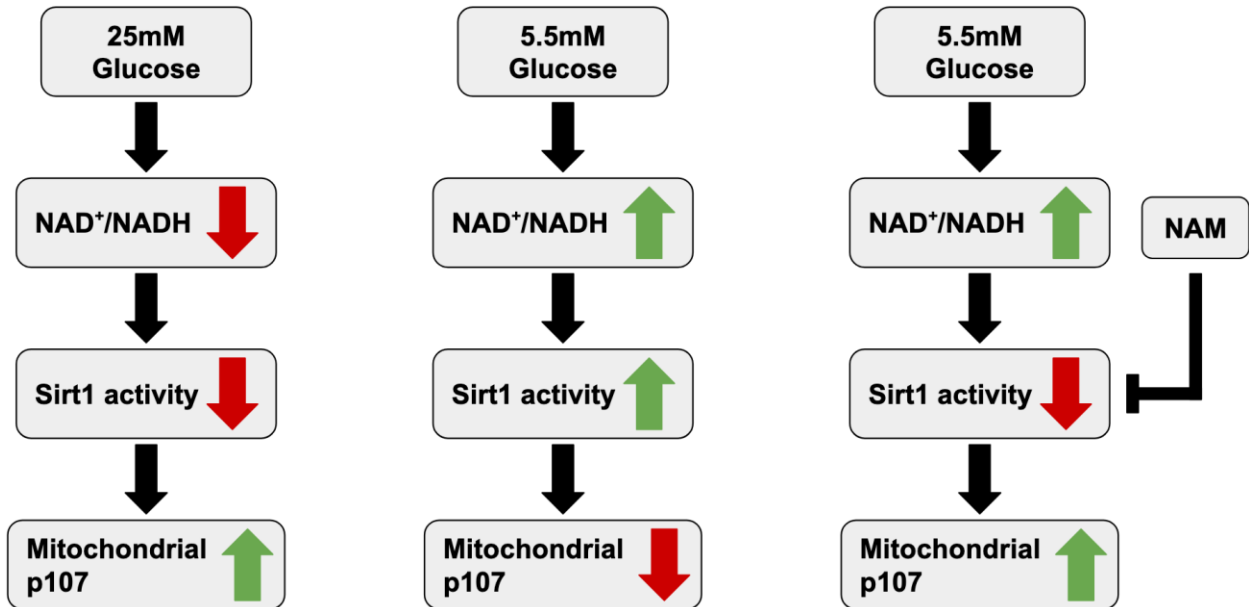 25mM
Glucose
NAD⁺/NADH
Sirt1 activity
Mitochondrial
p107
5.5mM
Glucose
NAD⁺/NADH
Sirt1 activity
Mitochondrial
p107
5.5mM
Glucose
NAD⁺/NADH
NAM
Sirt1 activity
Mitochondrial
p107